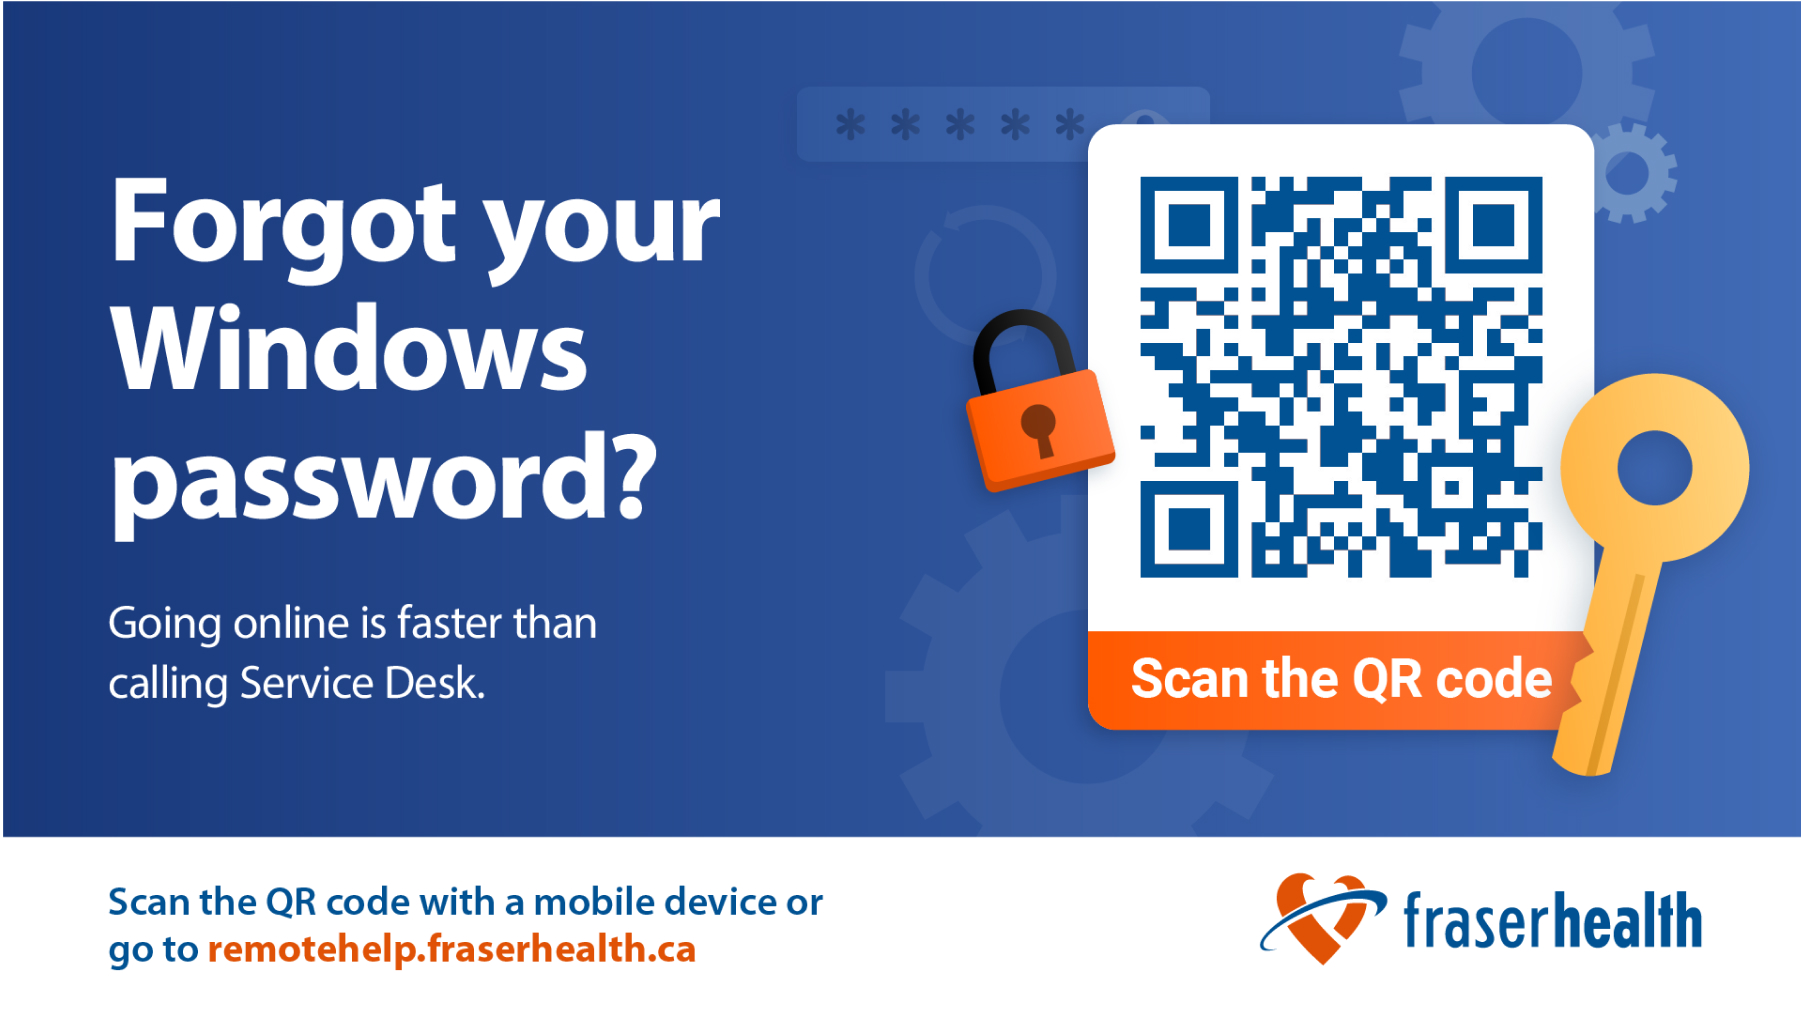 Forgot your
Windows
password?
Going online is faster than
calling Service Desk.
*****
Scan the QR code
Scan the QR code with a mobile device or
go to remotehelp.fraserhealth.ca
fraserhealth